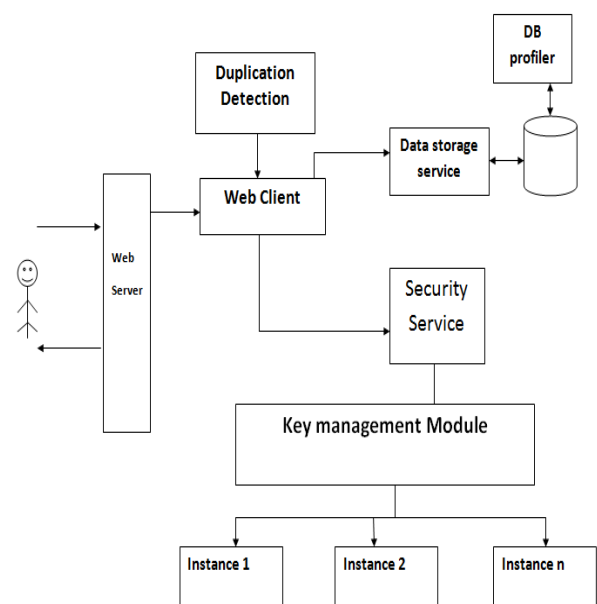 DB
profiler
Duplication
Detection
Data storage
service
Web Client
Web
Server
Security
Service
Key management Module
Instance 1
Instance 2
Instance n